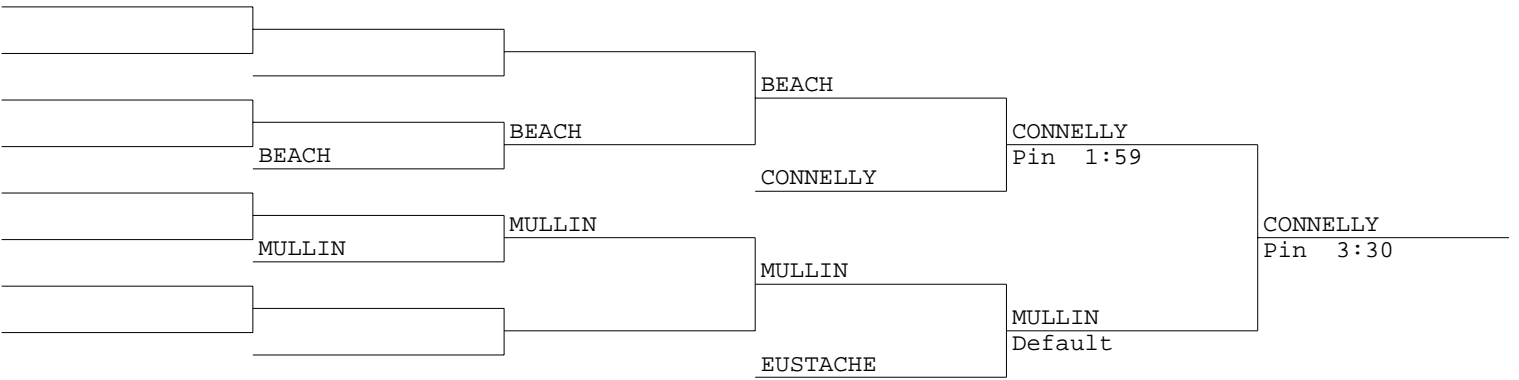 BEACH
BEACH
CONNELLY
BEACH
Pin  1:59
CONNELLY
MULLIN
CONNELLY
MULLIN
Pin  3:30
MULLIN
MULLIN
Default
EUSTACHE